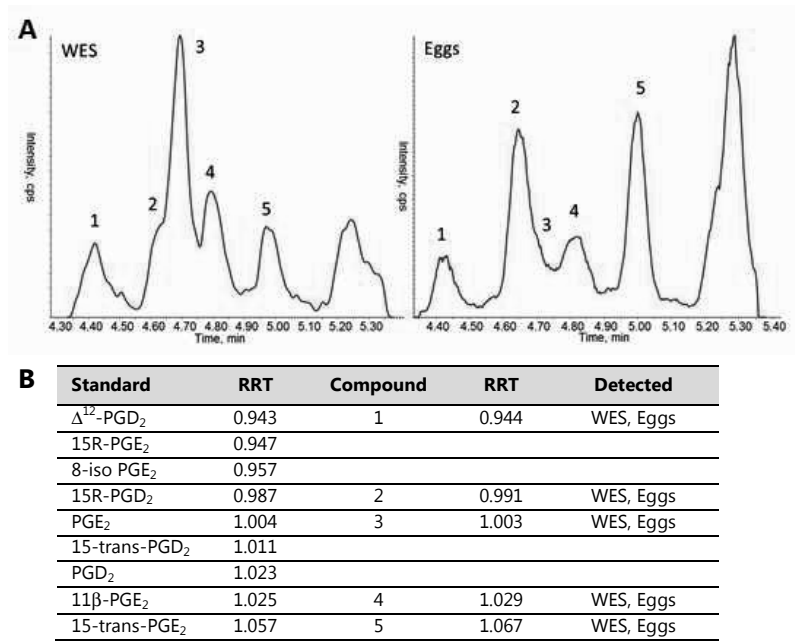 A
WES
1
2
3
4
5
Intensity, cps
4.30 4.40 4.50 4.60 4.70 4.80 4.90 5.00 5.10 5.20 5.30
Time, min
Eggs
1
2
3
4
5
Intensity, cps
4.40 4.50 4.60 4.70 4.80 4.90 5.00 5.10 5.20 5.30 5.40
Time, min
B
Standard RRT Compound RRT Detected
Δ¹²-PGD₂ 0.943 1 0.944 WES, Eggs
15R-PGE₂ 0.947
8-iso PGE₂ 0.957
15R-PGD₂ 0.987 2 0.991 WES, Eggs
PGE₂ 1.004 3 1.003 WES, Eggs
15-trans-PGD₂ 1.011
PGD₂ 1.023
11β-PGE₂ 1.025 4 1.029 WES, Eggs
15-trans-PGE₂ 1.057 5 1.067 WES, Eggs